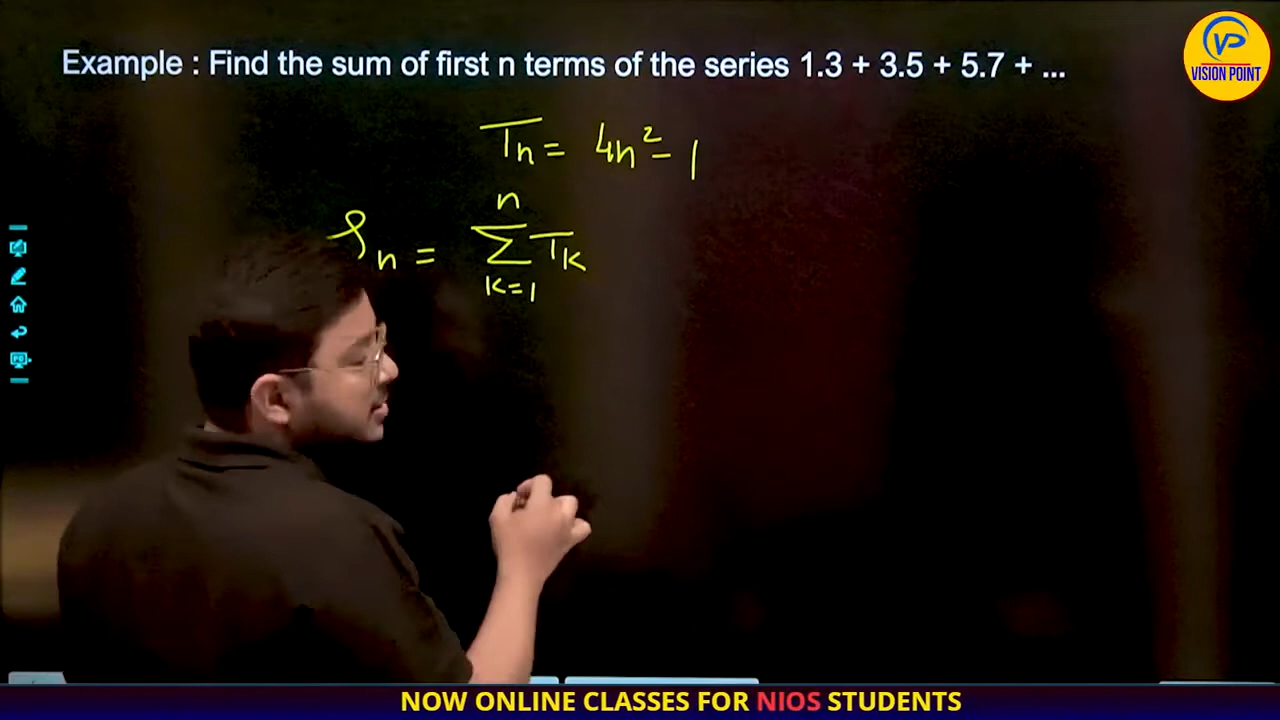 Example : Find the sum of first n terms of the series 1.3 + 3.5 + 5.7 + ...
VP
VISION POINT
Tn = 4n² - 1
Sn = n∑k=1 Tk
NOW ONLINE CLASSES FOR NIOS STUDENTS